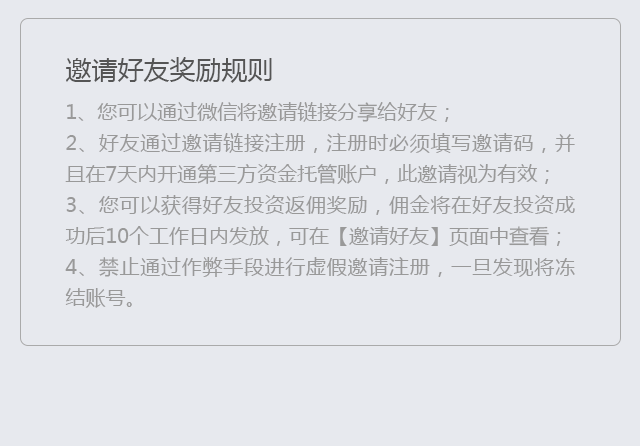 邀请好友奖励规则
1、您可以通过微信将邀请链接分享给好友；
2、好友通过邀请链接注册，注册时必须填写邀请码，并
且在7天内开通第三方资金托管账户，此邀请视为有效；
3、您可以获得好友投资返佣奖励，佣金将在好友投资成
功后10个工作日内发放，可在【邀请好友】页面中查看；
4、禁止通过作弊手段进行虚假邀请注册，一旦发现将冻
结账号。